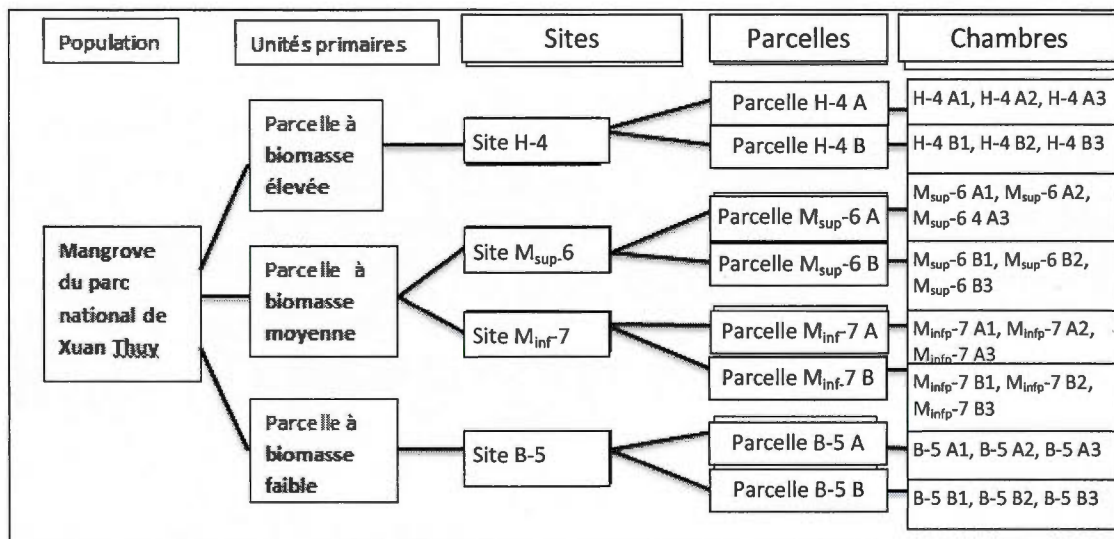 Population
Unités primaires
Sites
Parcelles
Chambres
Mangrove
du parc
national de
Xuan Thuy
Parcelle à
biomasse
élevée
Parcelle à
biomasse
moyenne
Parcelle à
biomasse
faible
Site H-4
Site Msup-6
Site Minf-7
Site B-5
Parcelle H-4 A
Parcelle H-4 B
Parcelle Msup-6 A
Parcelle Msup-6 B
Parcelle Minf-7 A
Parcelle Minf-7 B
Parcelle B-5 A
Parcelle B-5 B
H-4 A1, H-4 A2, H-4 A3
H-4 B1, H-4 B2, H-4 B3
Msup-6 A1, Msup-6 A2,
Msup-6 4 A3
Msup-6 B1, Msup-6 B2,
Msup-6 B3
Minfp-7 A1, Minfp-7 A2,
Minfp-7 A3
Minfp-7 B1, Minfp-7 B2,
Minfp-7 B3
B-5 A1, B-5 A2, B-5 A3
B-5 B1, B-5 B2, B-5 B3